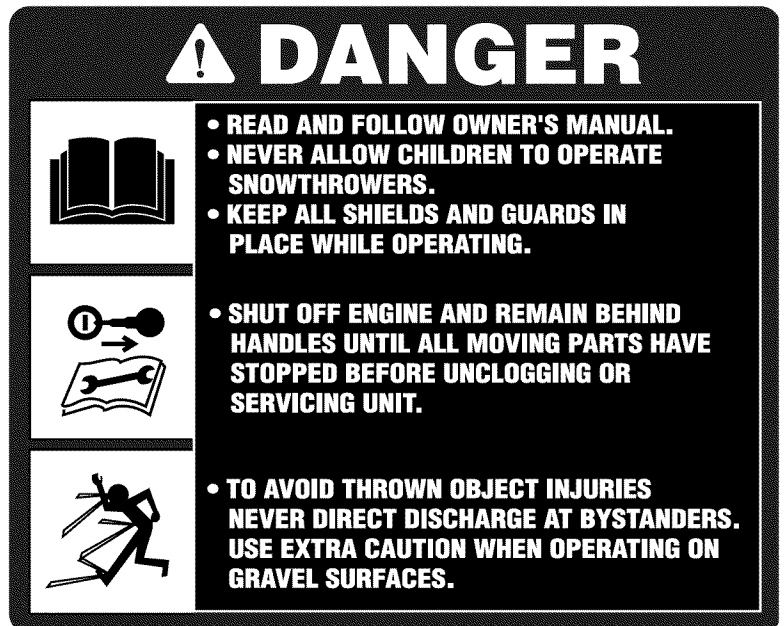 DANGER
• READ AND FOLLOW OWNER'S MANUAL.
• NEVER ALLOW CHILDREN TO OPERATE
SNOWTHROWERS.
• KEEP ALL SHIELDS AND GUARDS IN
PLACE WHILE OPERATING.
• SHUT OFF ENGINE AND REMAIN BEHIND
HANDLES UNTIL ALL MOVING PARTS HAVE
STOPPED BEFORE UNCLOGGING OR
SERVICING UNIT.
• TO AVOID THROWN OBJECT INJURIES
NEVER DIRECT DISCHARGE AT BYSTANDERS.
USE EXTRA CAUTION WHEN OPERATING ON
GRAVEL SURFACES.